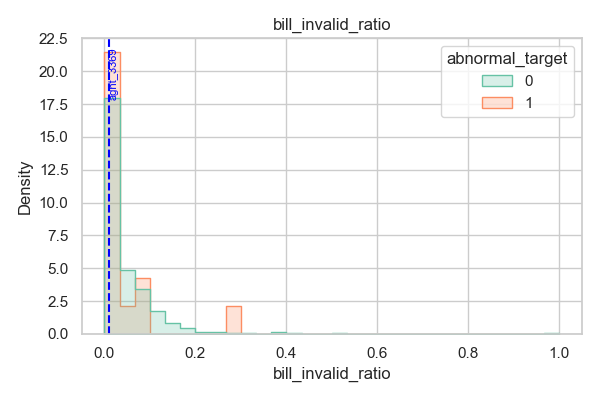 bill_invalid_ratio
22.5
20.0
17.5
15.0
12.5
10.0
7.5
5.0
2.5
0.0
Density
agnt_3369
abnormal_target
0
1
0.0 0.2 0.4 0.6 0.8 1.0
bill_invalid_ratio